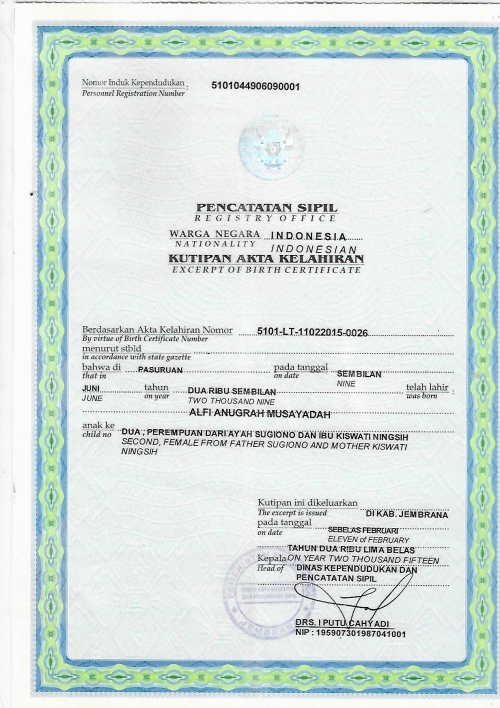 Nomor Induk Kependudukan : 5101044906090001
Personnel Registration Number
PENCATATAN SIPIL
REGISTRY OFFICE
WARGA NEGARA INDONESIA
NATIONALITY INDONESIAN
KUTIPAN AKTA KELAHIRAN
EXCERPT OF BIRTH CERTIFICATE
Berdasarkan Akta Kelahiran Nomor 5101-LT-11022015-0026
By virtue of Birth Certificate Number
menurut stbld
in accordance with state gazette
bahwa di PASURUAN pada tanggal SEMBILAN
that in on date NINE
JUNI tahun DUA RIBU SEMBILAN telah lahir :
JUNE on year TWO THOUSAND NINE was born
ALFI ANUGRAH MUSAYADAH
anak ke DUA , PEREMPUAN DARI AYAH SUGIONO DAN IBU KISWATI NINGSIH
child no SECOND, FEMALE FROM FATHER SUGIONO AND MOTHER KISWATI
NINGSIH
Kutipan ini dikeluarkan
The excerpt is issued DI KAB. JEMBRANA
pada tanggal SEBELAS FEBRUARI
on date ELEVEN of FEBRUARY
TAHUN DUA RIBU LIMA BELAS
Kepala ON YEAR TWO THOUSAND FIFTEEN
Head of DINAS KEPENDUDUKAN DAN
PENCATATAN SIPIL
DRS. I PUTU CAHYADI
NIP : 195907301987041001